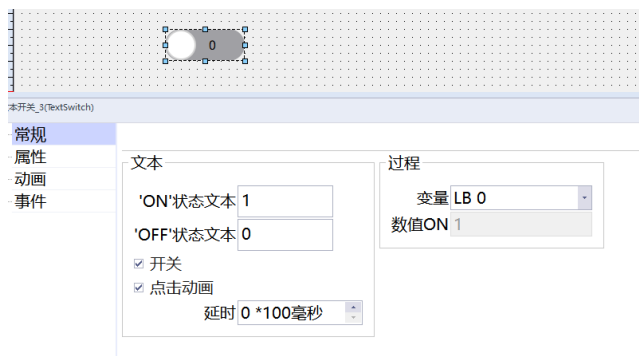 0
本开关_3(TextSwitch)
常规
属性
动画
事件
文本
'ON'状态文本 1
'OFF'状态文本 0
开关
点击动画
延时 0 *100毫秒
过程
变量 LB 0
数值ON 1